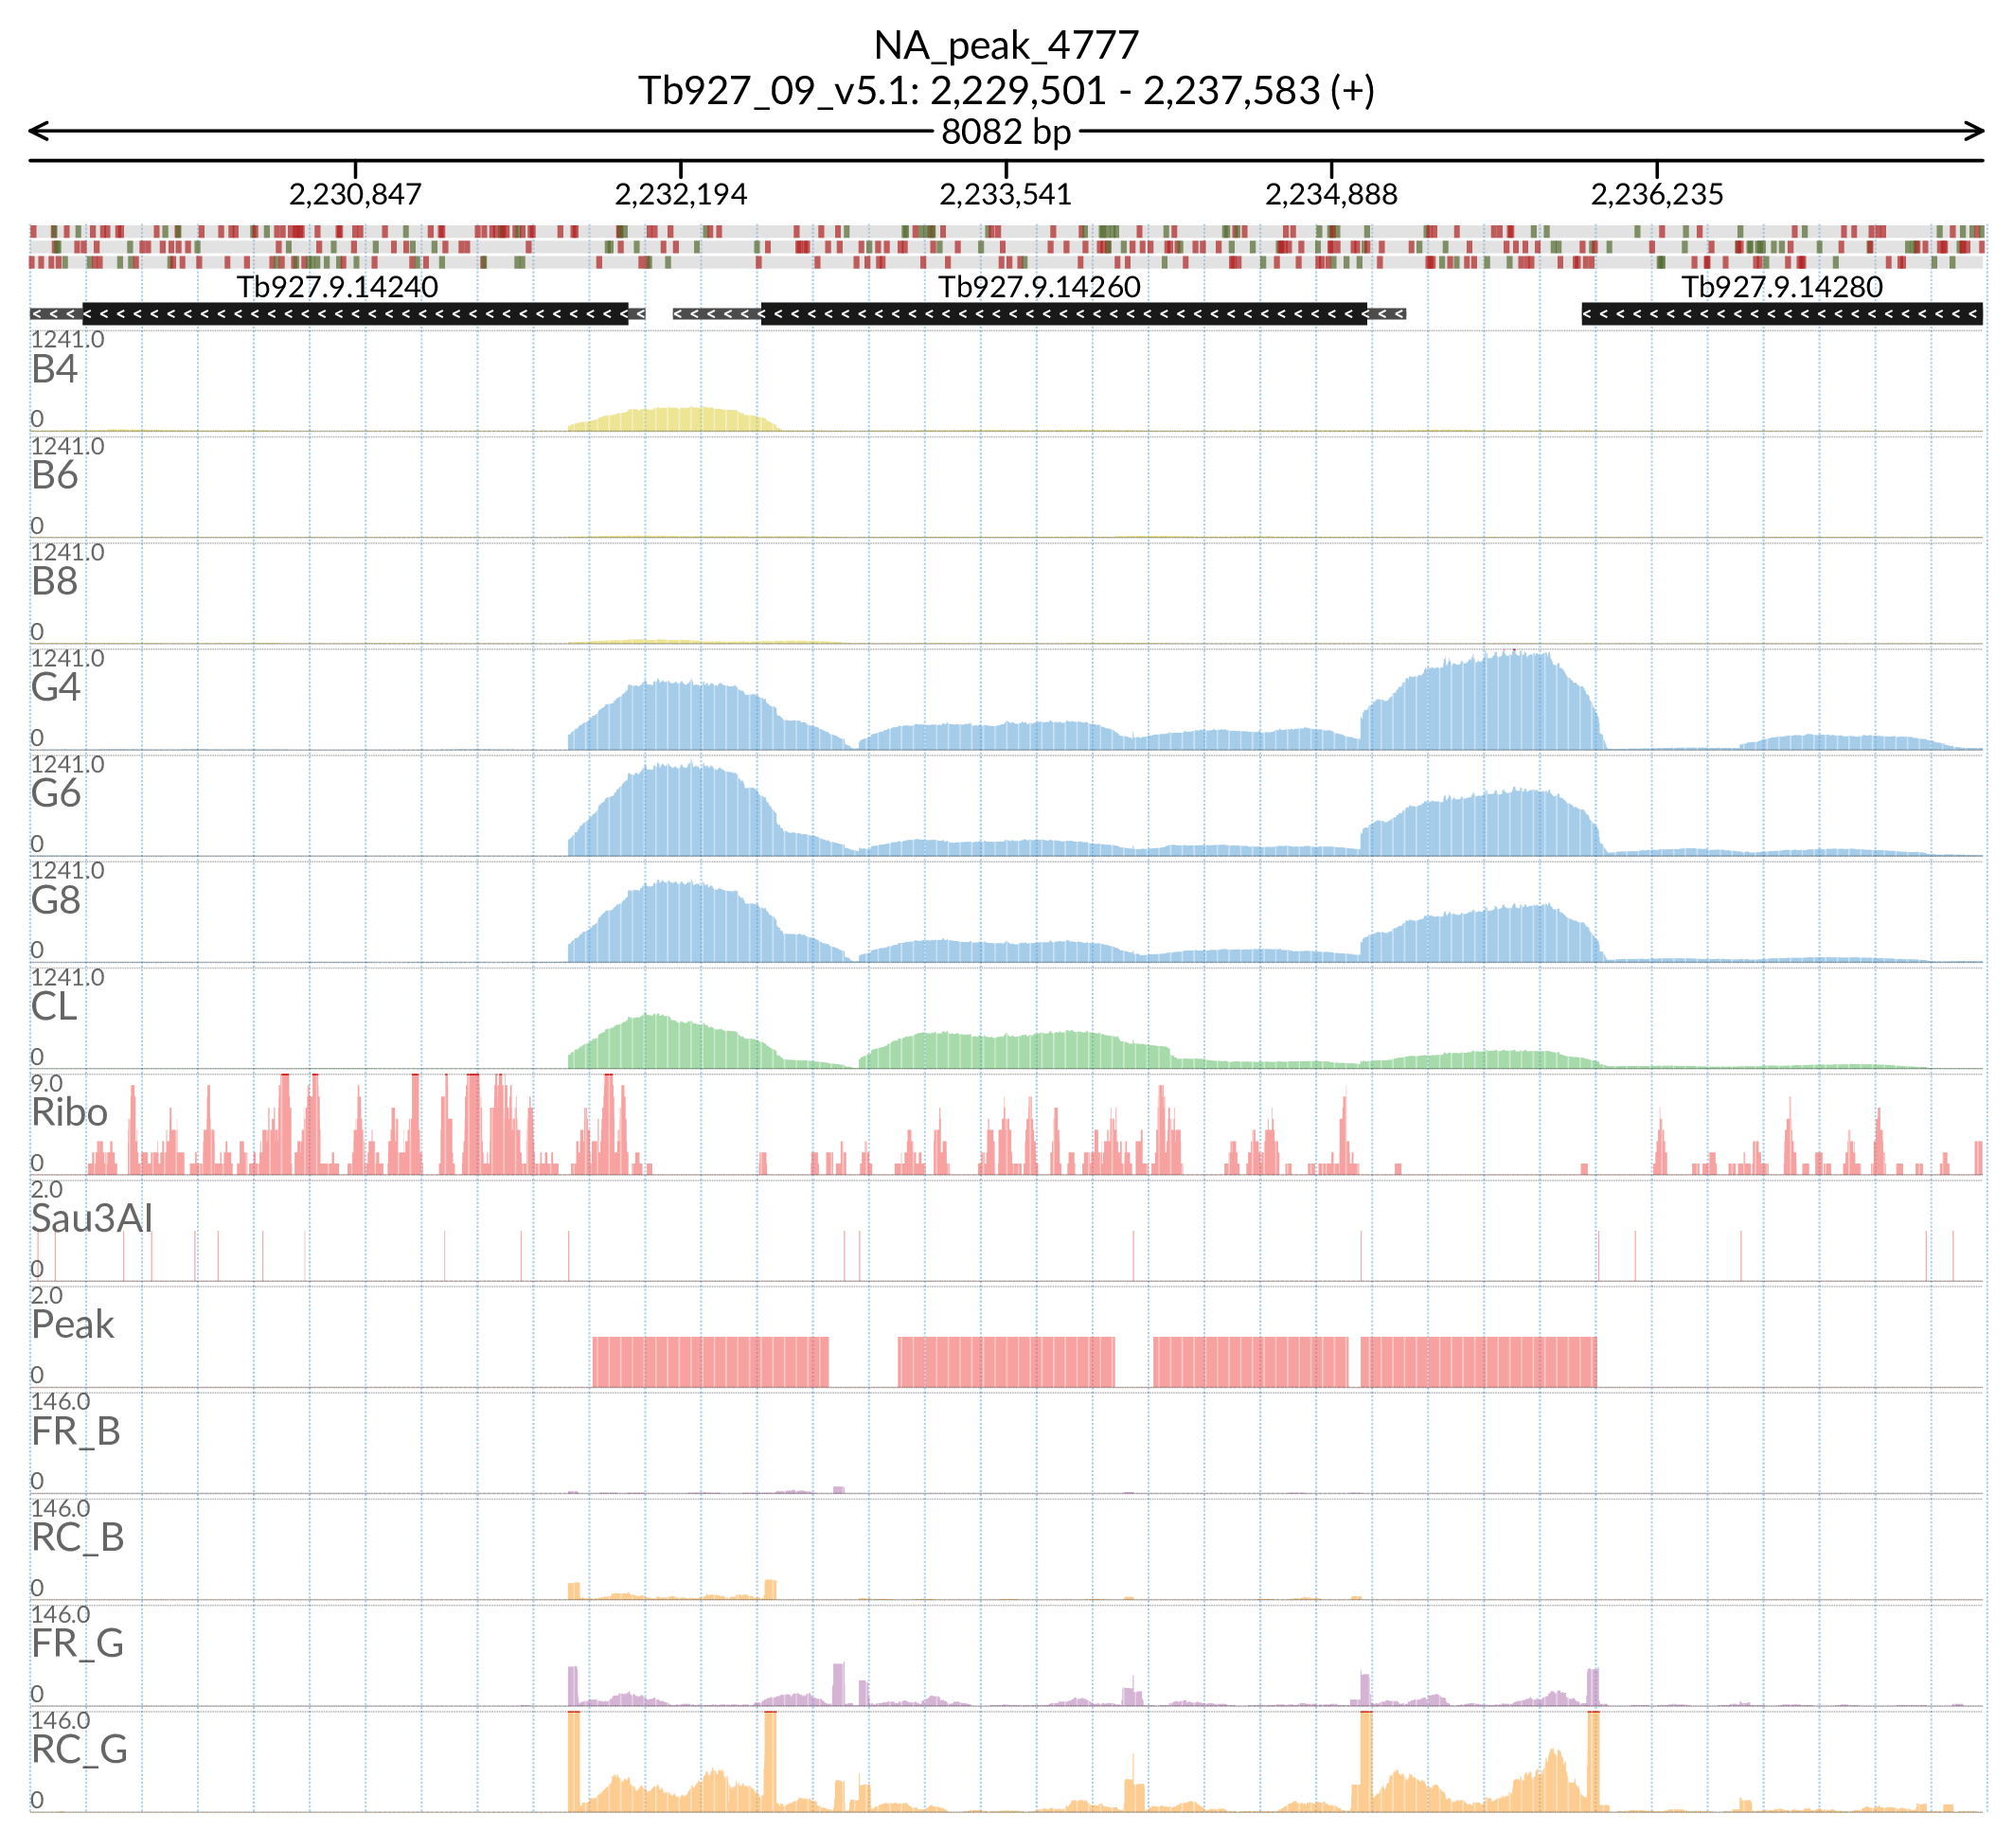 NA_peak_4777
Tb927_09_v5.1: 2,229,501 - 2,237,583 (+)
8082 bp
2,230,847 2,232,194 2,233,541 2,234,888 2,236,235
Tb927.9.14240 Tb927.9.14260 Tb927.9.14280
1241.0
B4
0
1241.0
B6
0
1241.0
B8
0
1241.0
G4
0
1241.0
G6
0
1241.0
G8
0
1241.0
CL
0
9.0
Ribo
0
2.0
Sau3AI
0
2.0
Peak
0
146.0
FR_B
0
146.0
RC_B
0
146.0
FR_G
0
146.0
RC_G
0